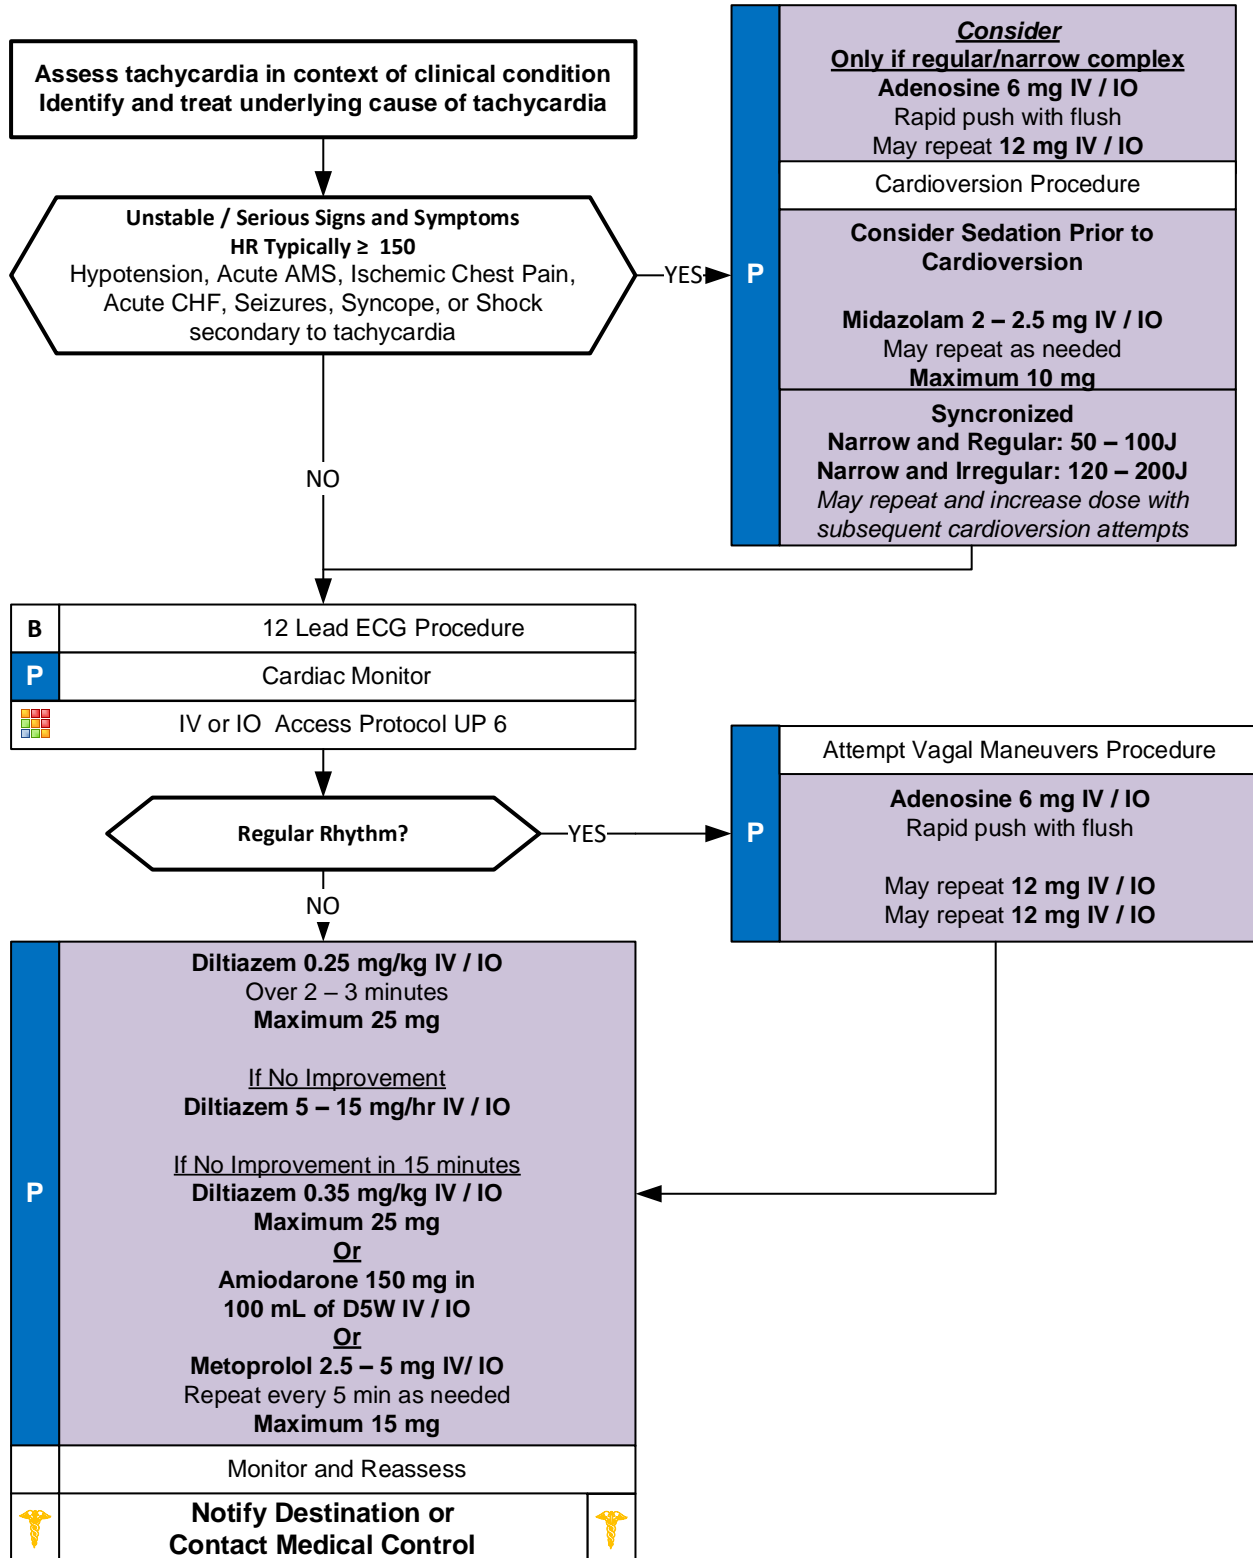 Assess tachycardia in context of clinical condition
Identify and treat underlying cause of tachycardia
Unstable / Serious Signs and Symptoms
HR Typically ≥ 150
Hypotension, Acute AMS, Ischemic Chest Pain,
Acute CHF, Seizures, Syncope, or Shock
secondary to tachycardia
YES
P
Consider
Only if regular/narrow complex
Adenosine 6 mg IV / IO
Rapid push with flush
May repeat 12 mg IV / IO
Cardioversion Procedure
Consider Sedation Prior to
Cardioversion
Midazolam 2 – 2.5 mg IV / IO
May repeat as needed
Maximum 10 mg
Syncronized
Narrow and Regular: 50 – 100J
Narrow and Irregular: 120 – 200J
May repeat and increase dose with
subsequent cardioversion attempts
NO
B
12 Lead ECG Procedure
P
Cardiac Monitor
IV or IO Access Protocol UP 6
Regular Rhythm?
YES
P
Attempt Vagal Maneuvers Procedure
Adenosine 6 mg IV / IO
Rapid push with flush
May repeat 12 mg IV / IO
May repeat 12 mg IV / IO
NO
P
Diltiazem 0.25 mg/kg IV / IO
Over 2 – 3 minutes
Maximum 25 mg
If No Improvement
Diltiazem 5 – 15 mg/hr IV / IO
If No Improvement in 15 minutes
Diltiazem 0.35 mg/kg IV / IO
Maximum 25 mg
Or
Amiodarone 150 mg in
100 mL of D5W IV / IO
Or
Metoprolol 2.5 – 5 mg IV/ IO
Repeat every 5 min as needed
Maximum 15 mg
Monitor and Reassess
Notify Destination or
Contact Medical Control